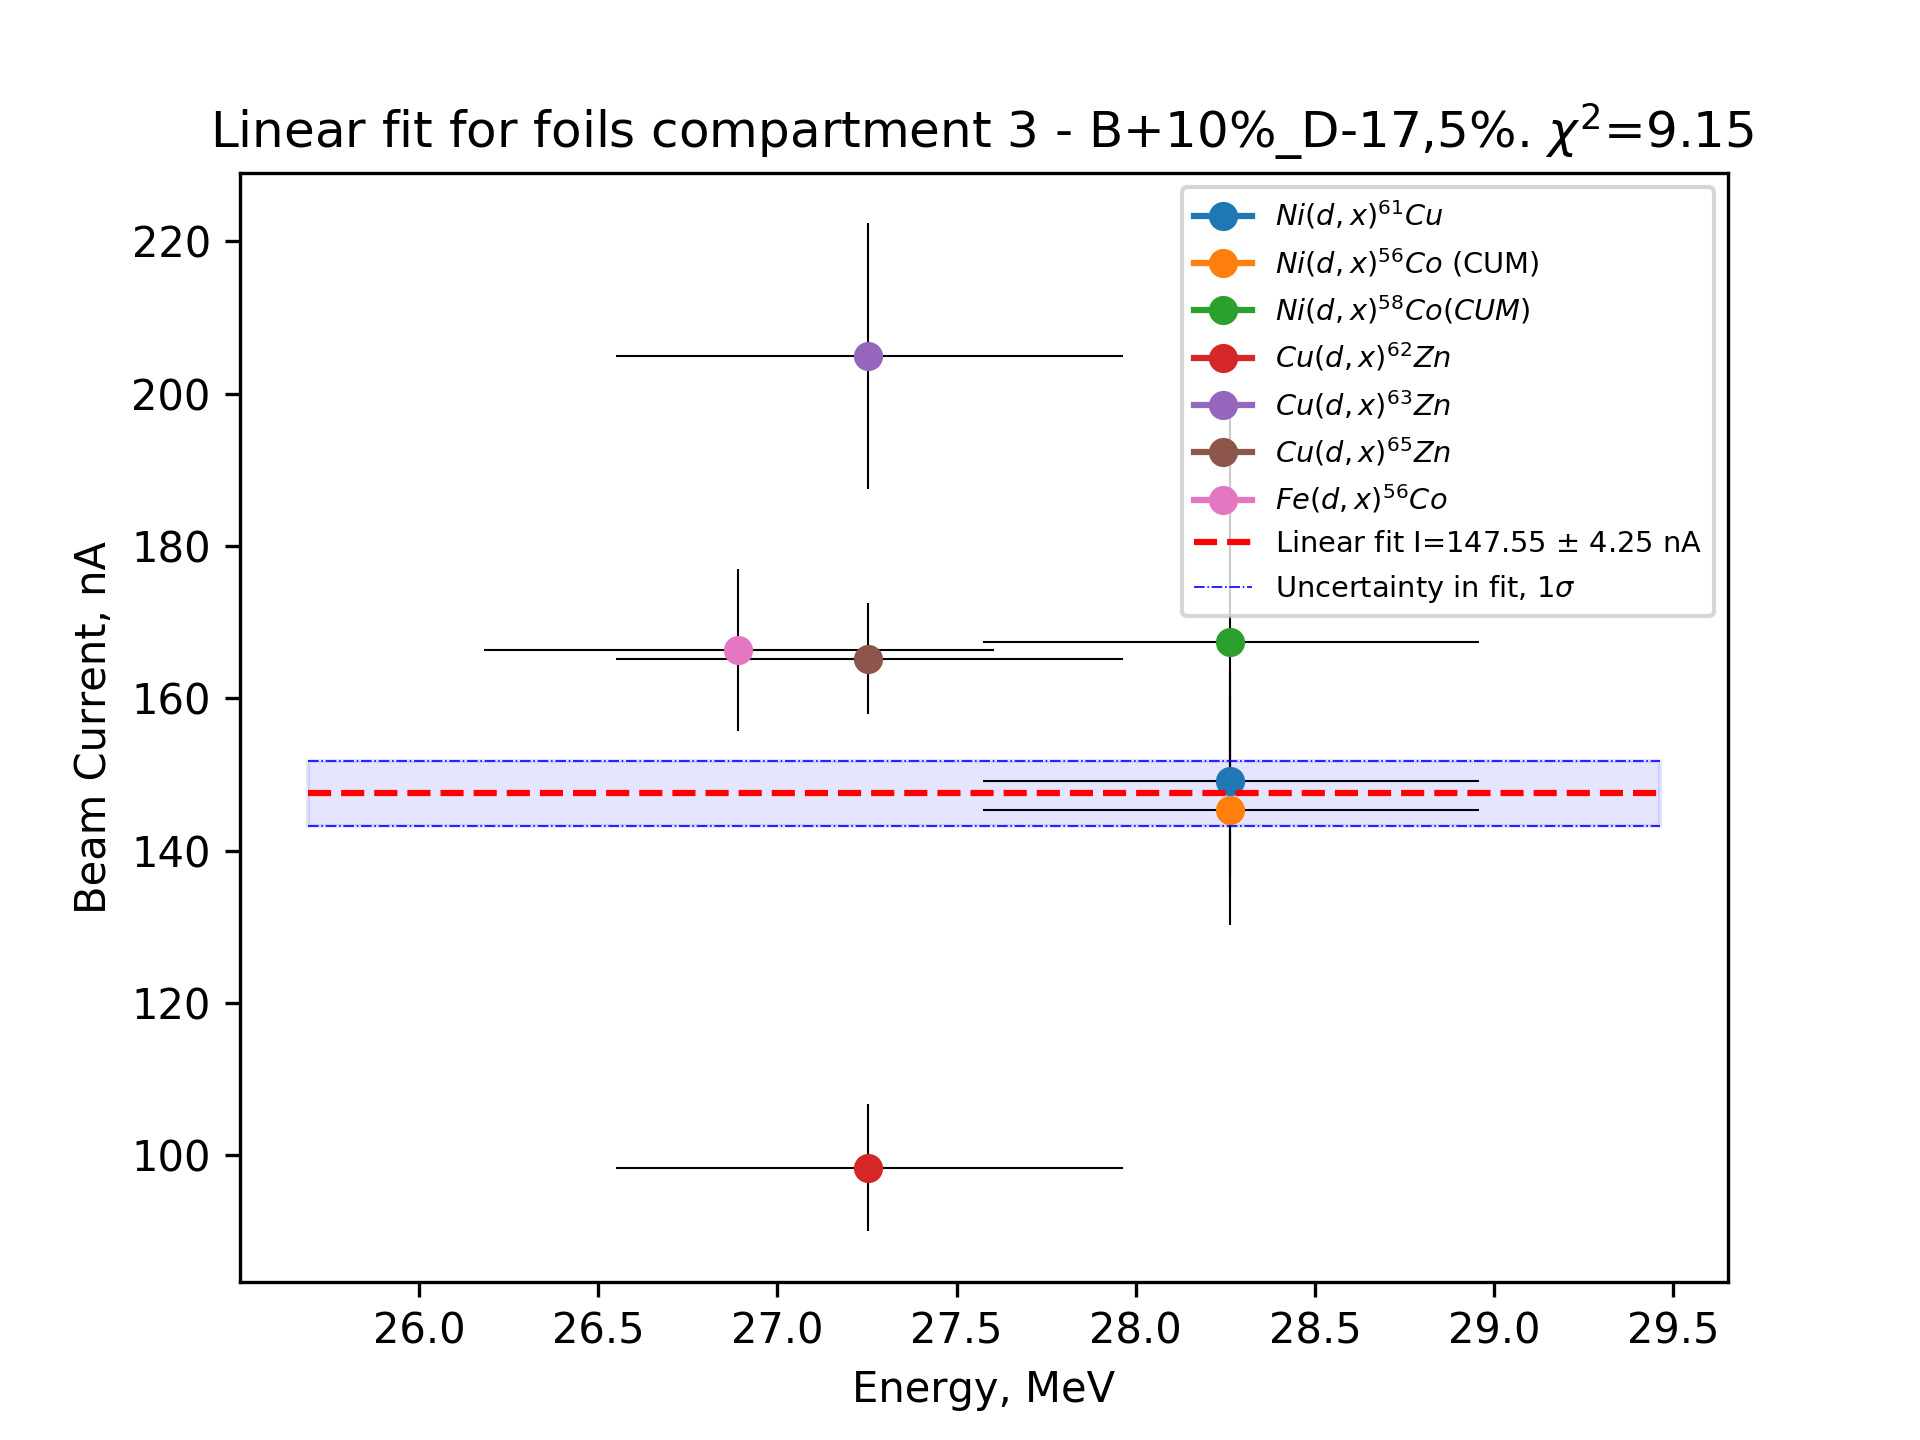 Linear fit for foils compartment 3 - B+10%_D-17,5%. χ²=9.15
Ni(d, x)⁶¹Cu
Ni(d, x)⁵⁶Co (CUM)
Ni(d, x)⁵⁸Co(CUM)
Cu(d, x)⁶²Zn
Cu(d, x)⁶³Zn
Cu(d, x)⁶⁵Zn
Fe(d, x)⁵⁶Co
Linear fit I=147.55 ± 4.25 nA
Uncertainty in fit, 1σ
Beam Current, nA
220
200
180
160
140
120
100
26.0 26.5 27.0 27.5 28.0 28.5 29.0 29.5
Energy, MeV